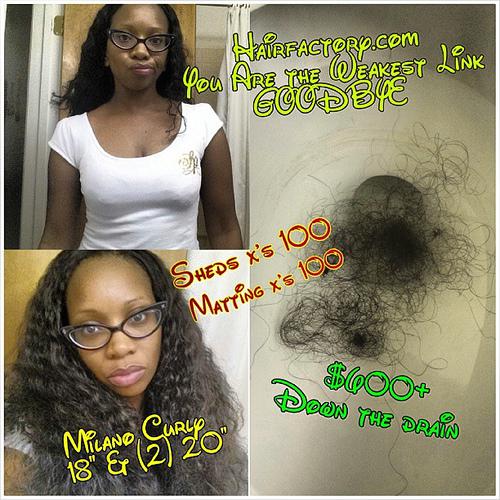 Hairfactory.com
You Are the Weakest Link
GOODBYE
Sheds x's 100
Matting x's 100
$600+
Down the drain
Milano Curly
18" & (2) 20"